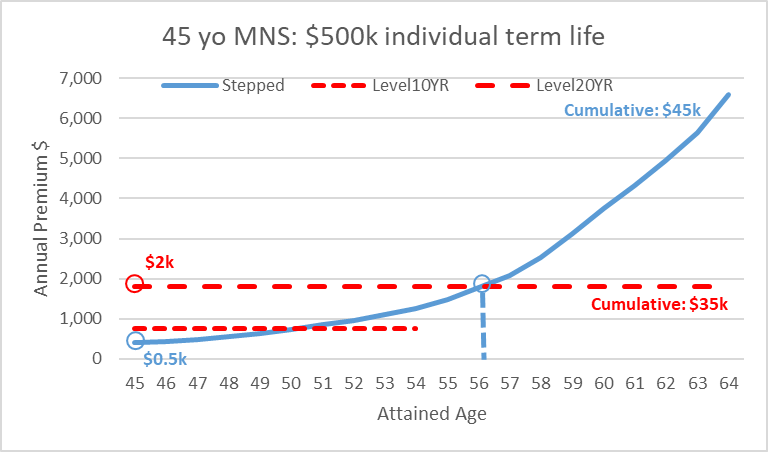 45 yo MNS: $500k individual term life
7,000
Stepped Level10YR Level20YR
Cumulative: $45k
6,000
5,000
4,000
3,000
2,000
1,000
0
Annual Premium $
$2k
Cumulative: $35k
$0.5k
45 46 47 48 49 50 51 52 53 54 55 56 57 58 59 60 61 62 63 64
Attained Age